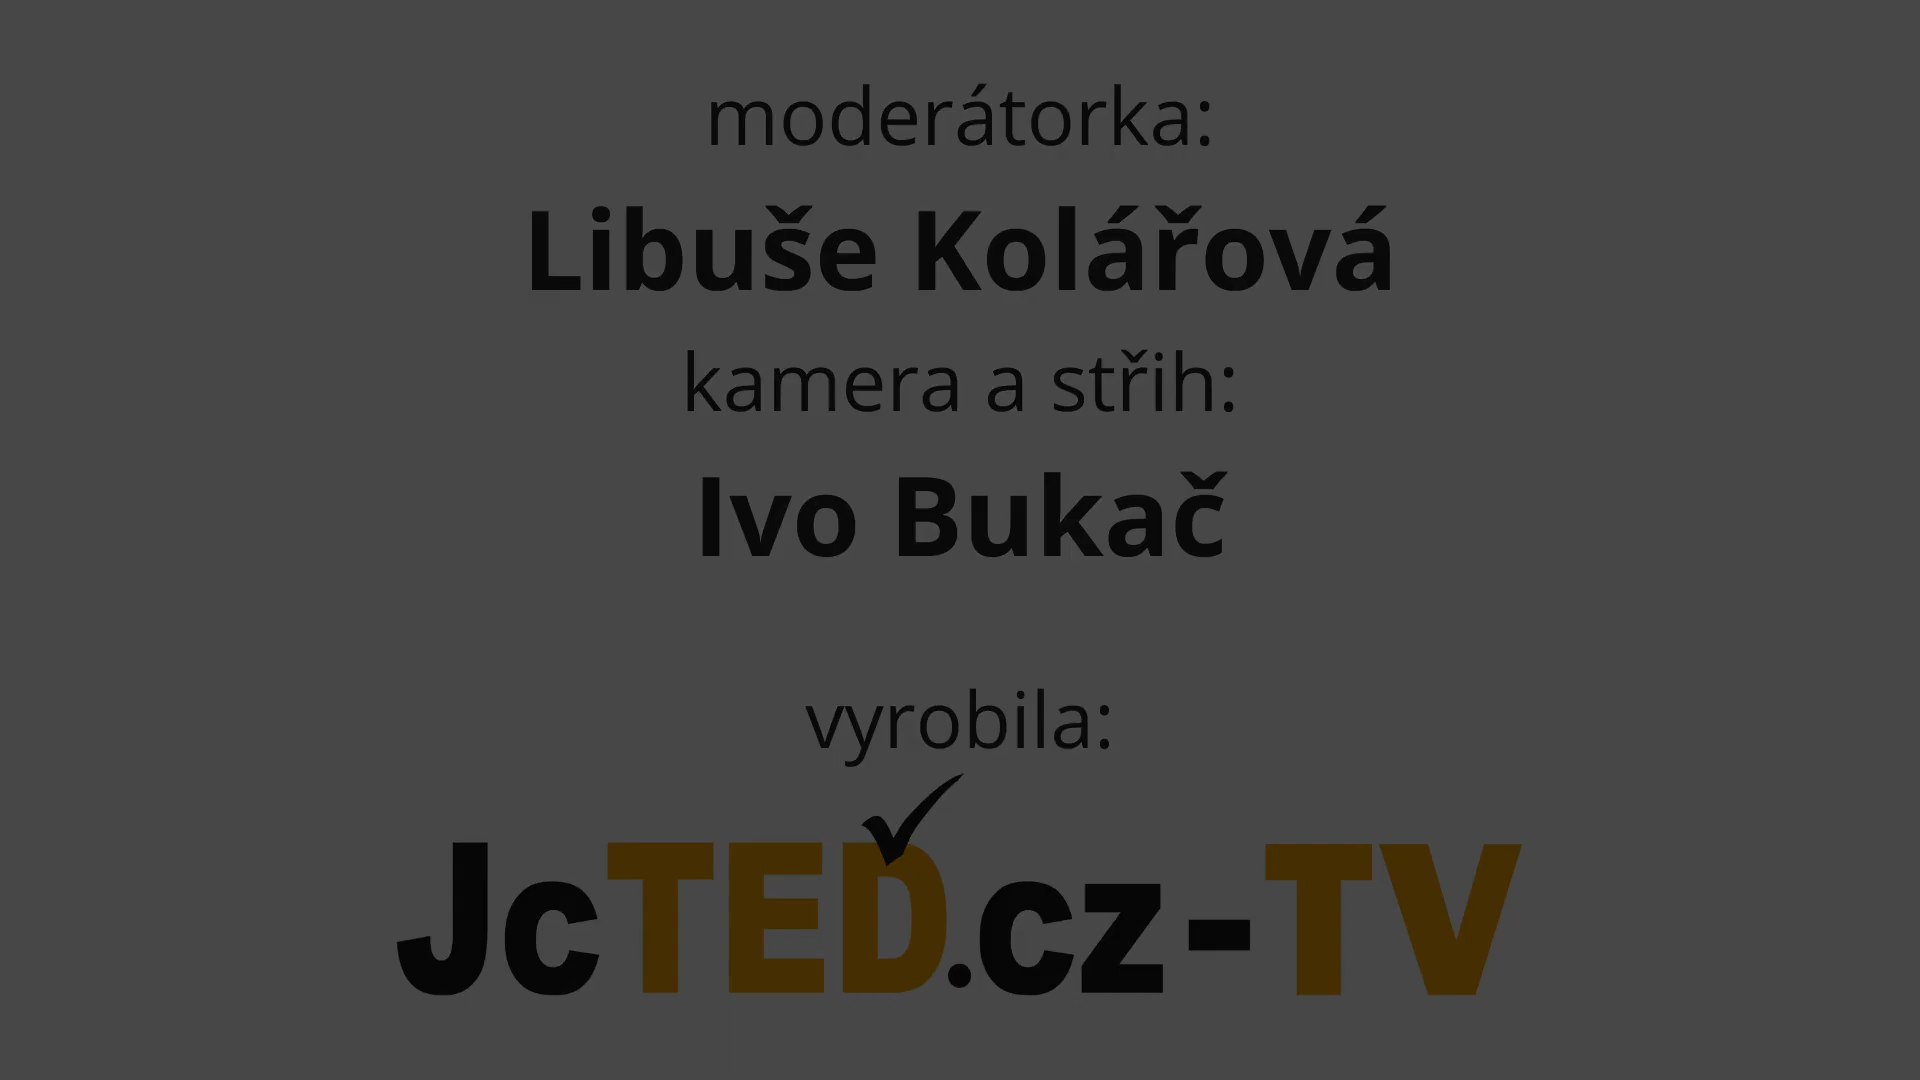 moderátorka:
Libuše Kolářová
kamera a střih:
Ivo Bukač
vyrobila:
JcTED.cz-TV